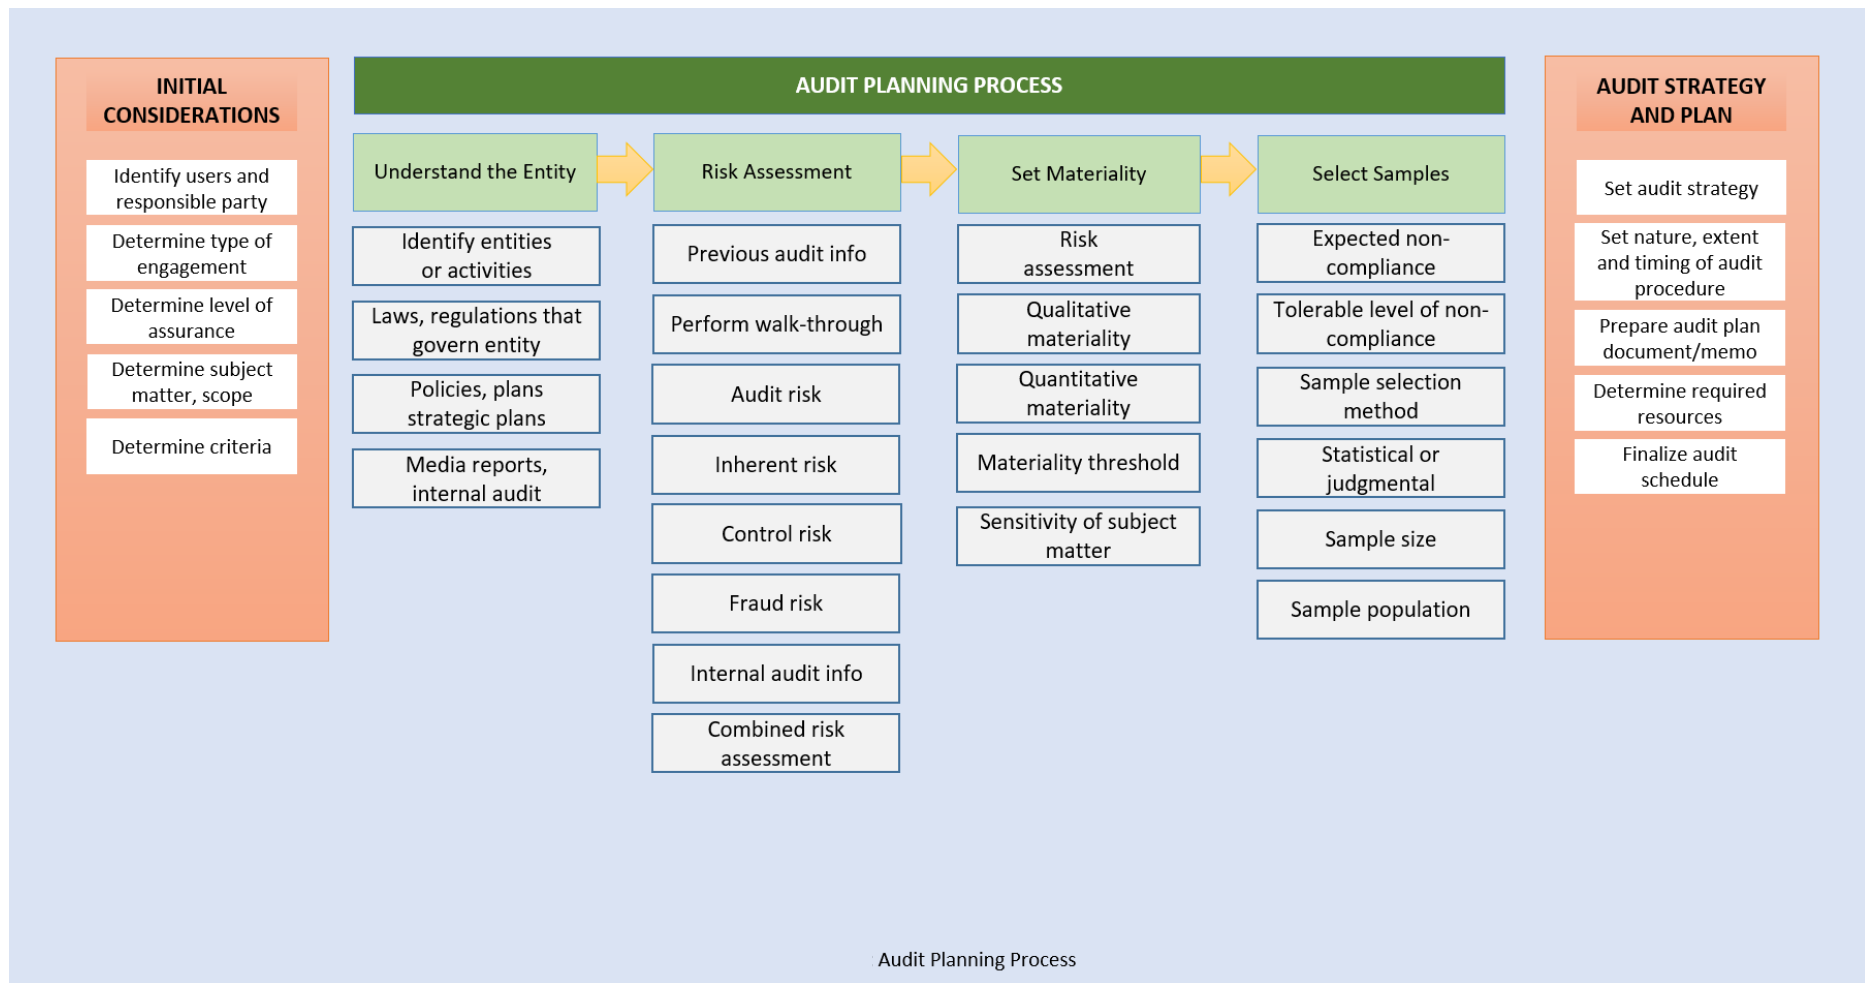 INITIAL
CONSIDERATIONS
Identify users and
responsible party
Determine type of
engagement
Determine level of
assurance
Determine subject
matter, scope
Determine criteria
AUDIT PLANNING PROCESS
Understand the Entity
Identify entities
or activities
Laws, regulations that
govern entity
Policies, plans
strategic plans
Media reports,
internal audit
Risk Assessment
Previous audit info
Perform walk-through
Audit risk
Inherent risk
Control risk
Fraud risk
Internal audit info
Combined risk
assessment
Set Materiality
Risk
assessment
Qualitative
materiality
Quantitative
materiality
Materiality threshold
Sensitivity of subject
matter
Select Samples
Expected non-
compliance
Tolerable level of non-
compliance
Sample selection
method
Statistical or
judgmental
Sample size
Sample population
AUDIT STRATEGY
AND PLAN
Set audit strategy
Set nature, extent
and timing of audit
procedure
Prepare audit plan
document/memo
Determine required
resources
Finalize audit
schedule
Audit Planning Process